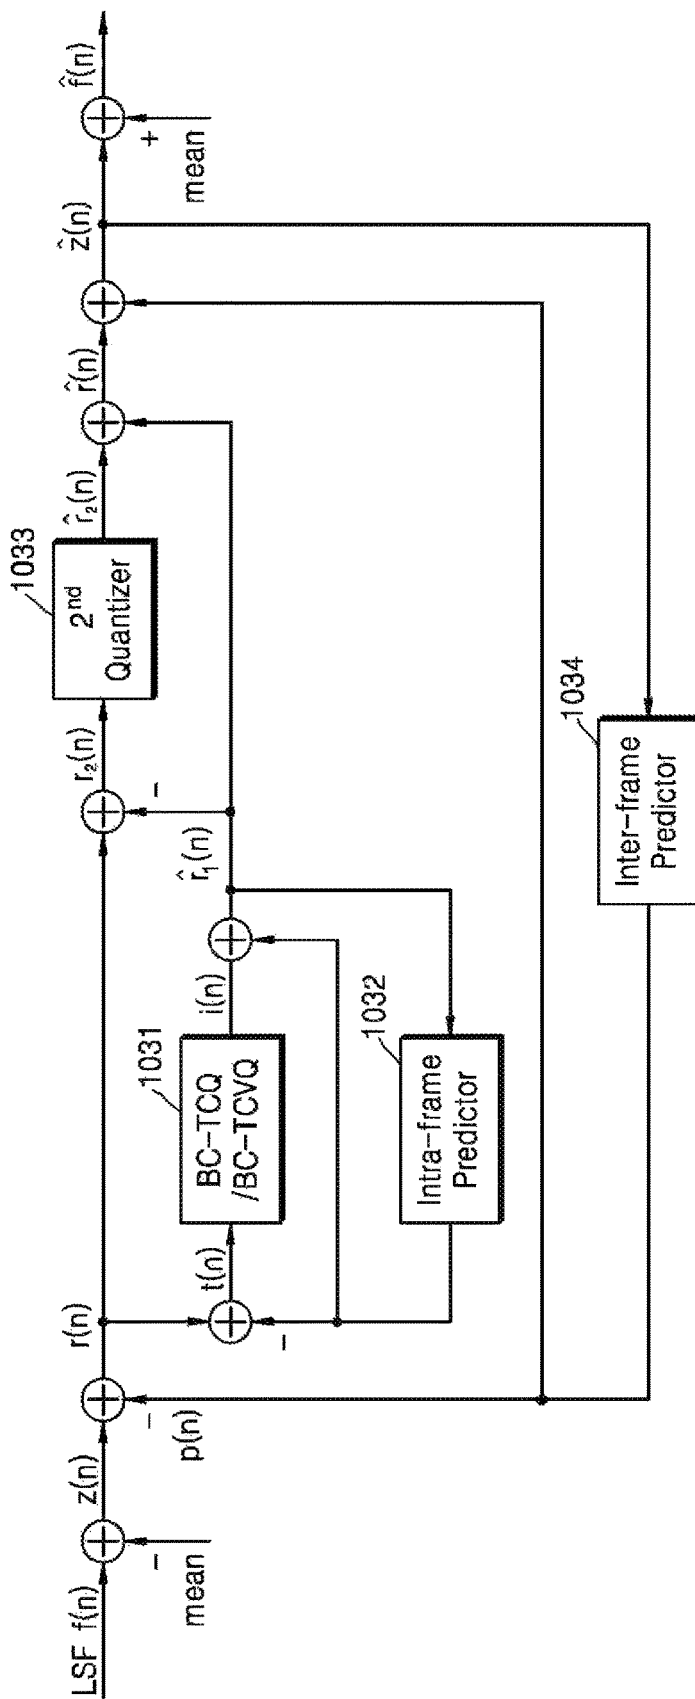 LSF f(n)
−
mean
z(n)
−
p(n)
r(n)
−
t(n)
1031
BC-TCQ
/BC-TCVQ
i(n)
r̂₁(n)
1032
Intra-frame
Predictor
−
r₂(n)
1033
2nd
Quantizer
r̂₂(n)
r̂(n)
ẑ(n)
1034
Inter-frame
Predictor
+
mean
f̂(n)